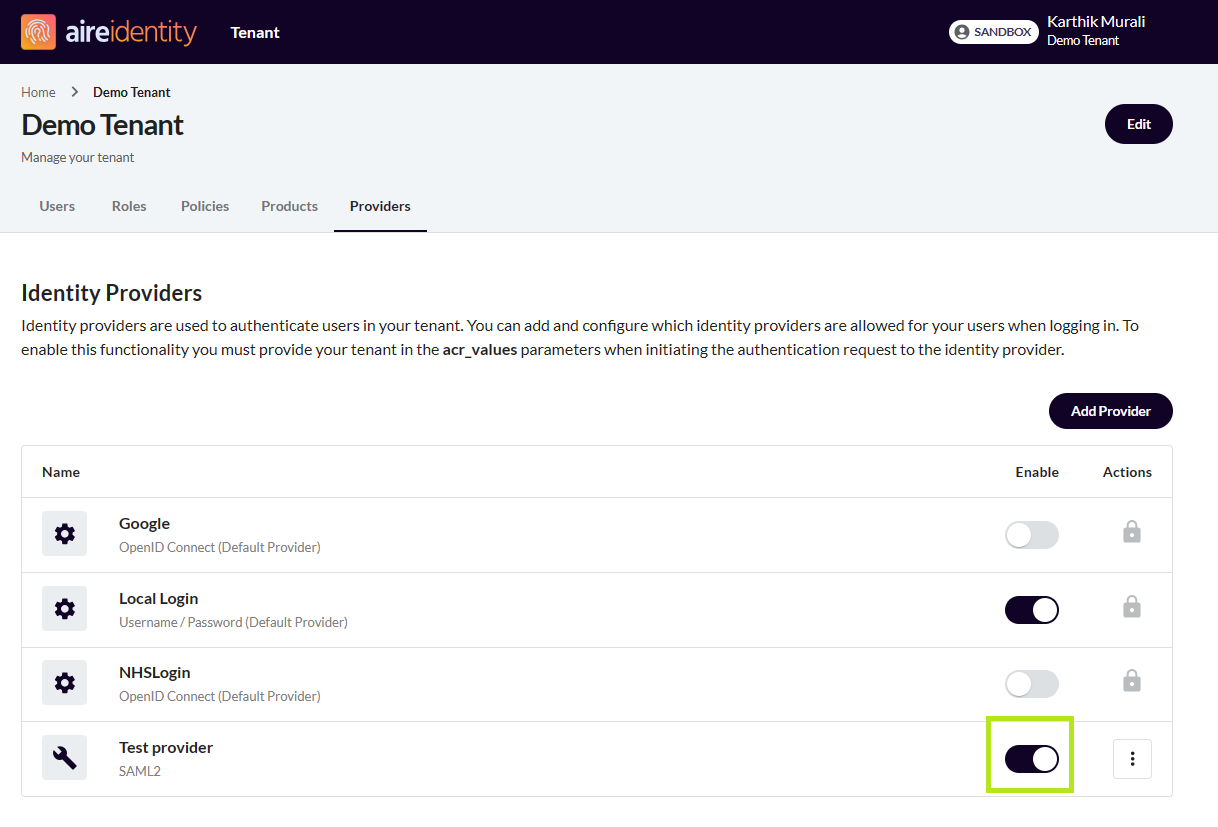 aireidentity
Tenant
SANDBOX
Karthik Murali
Demo Tenant
Home > Demo Tenant
Demo Tenant
Edit
Manage your tenant
Users Roles Policies Products Providers
Identity Providers
Identity providers are used to authenticate users in your tenant. You can add and configure which identity providers are allowed for your users when logging in. To
enable this functionality you must provide your tenant in the acr_values parameters when initiating the authentication request to the identity provider.
Add Provider
Name Enable Actions
Google
OpenID Connect (Default Provider)
Local Login
Username / Password (Default Provider)
NHSLogin
OpenID Connect (Default Provider)
Test provider
SAML2